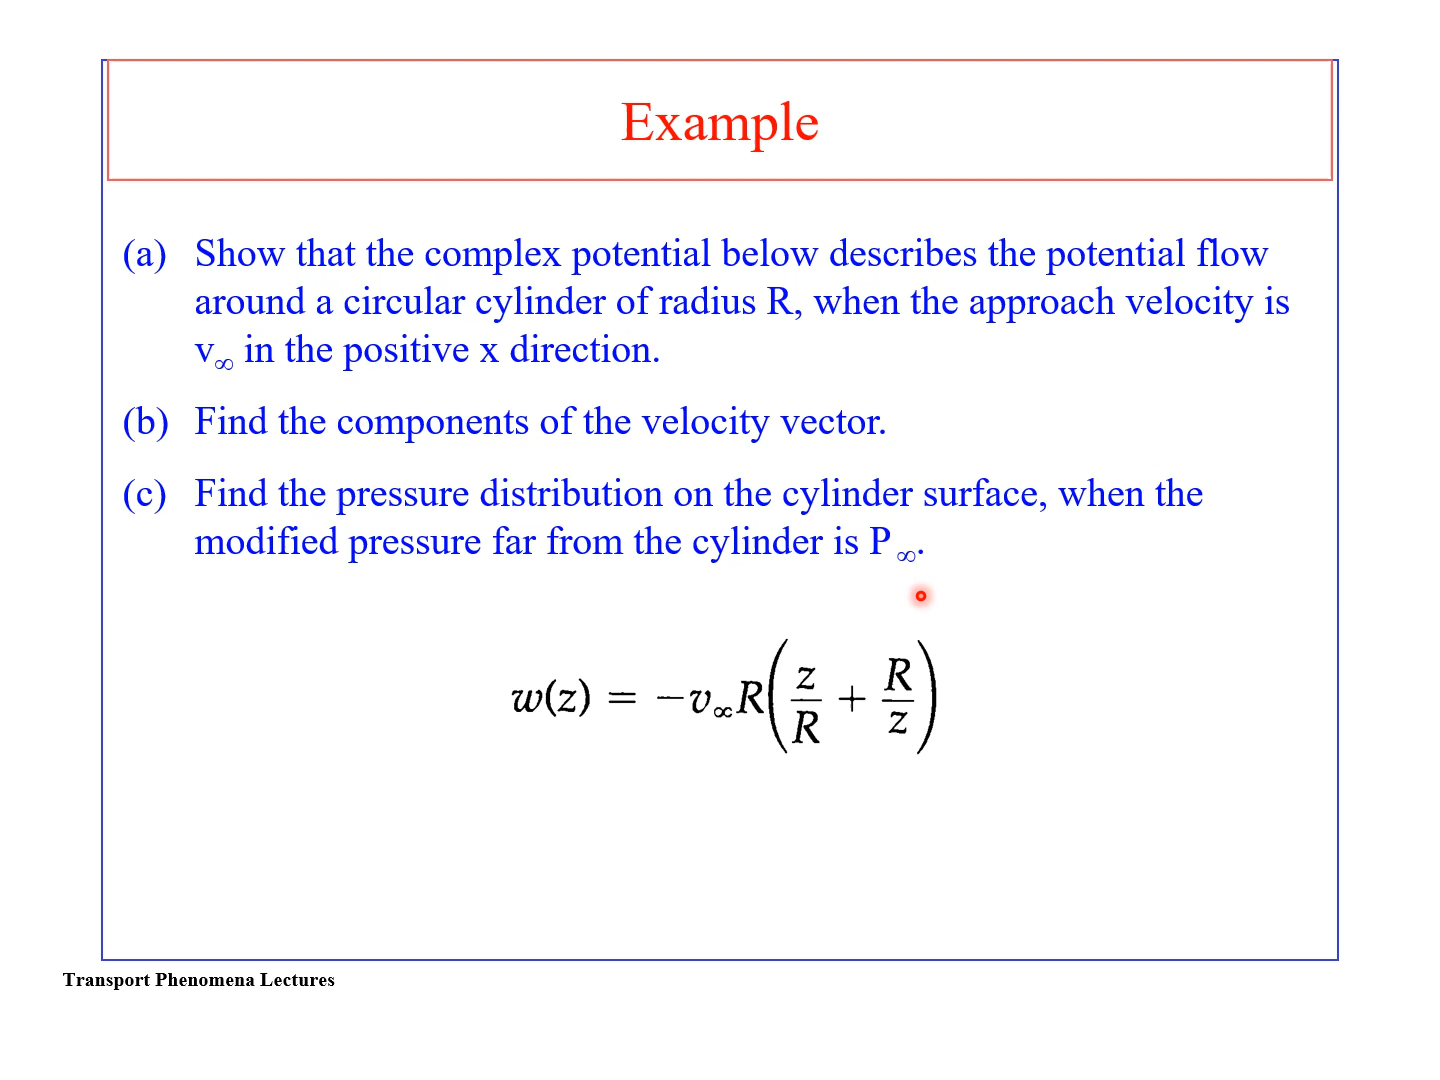 Example
(a) Show that the complex potential below describes the potential flow
around a circular cylinder of radius R, when the approach velocity is
v∞ in the positive x direction.
(b) Find the components of the velocity vector.
(c) Find the pressure distribution on the cylinder surface, when the
modified pressure far from the cylinder is P ∞.
w(z) = −v∞R(z/R + R/z)
Transport Phenomena Lectures